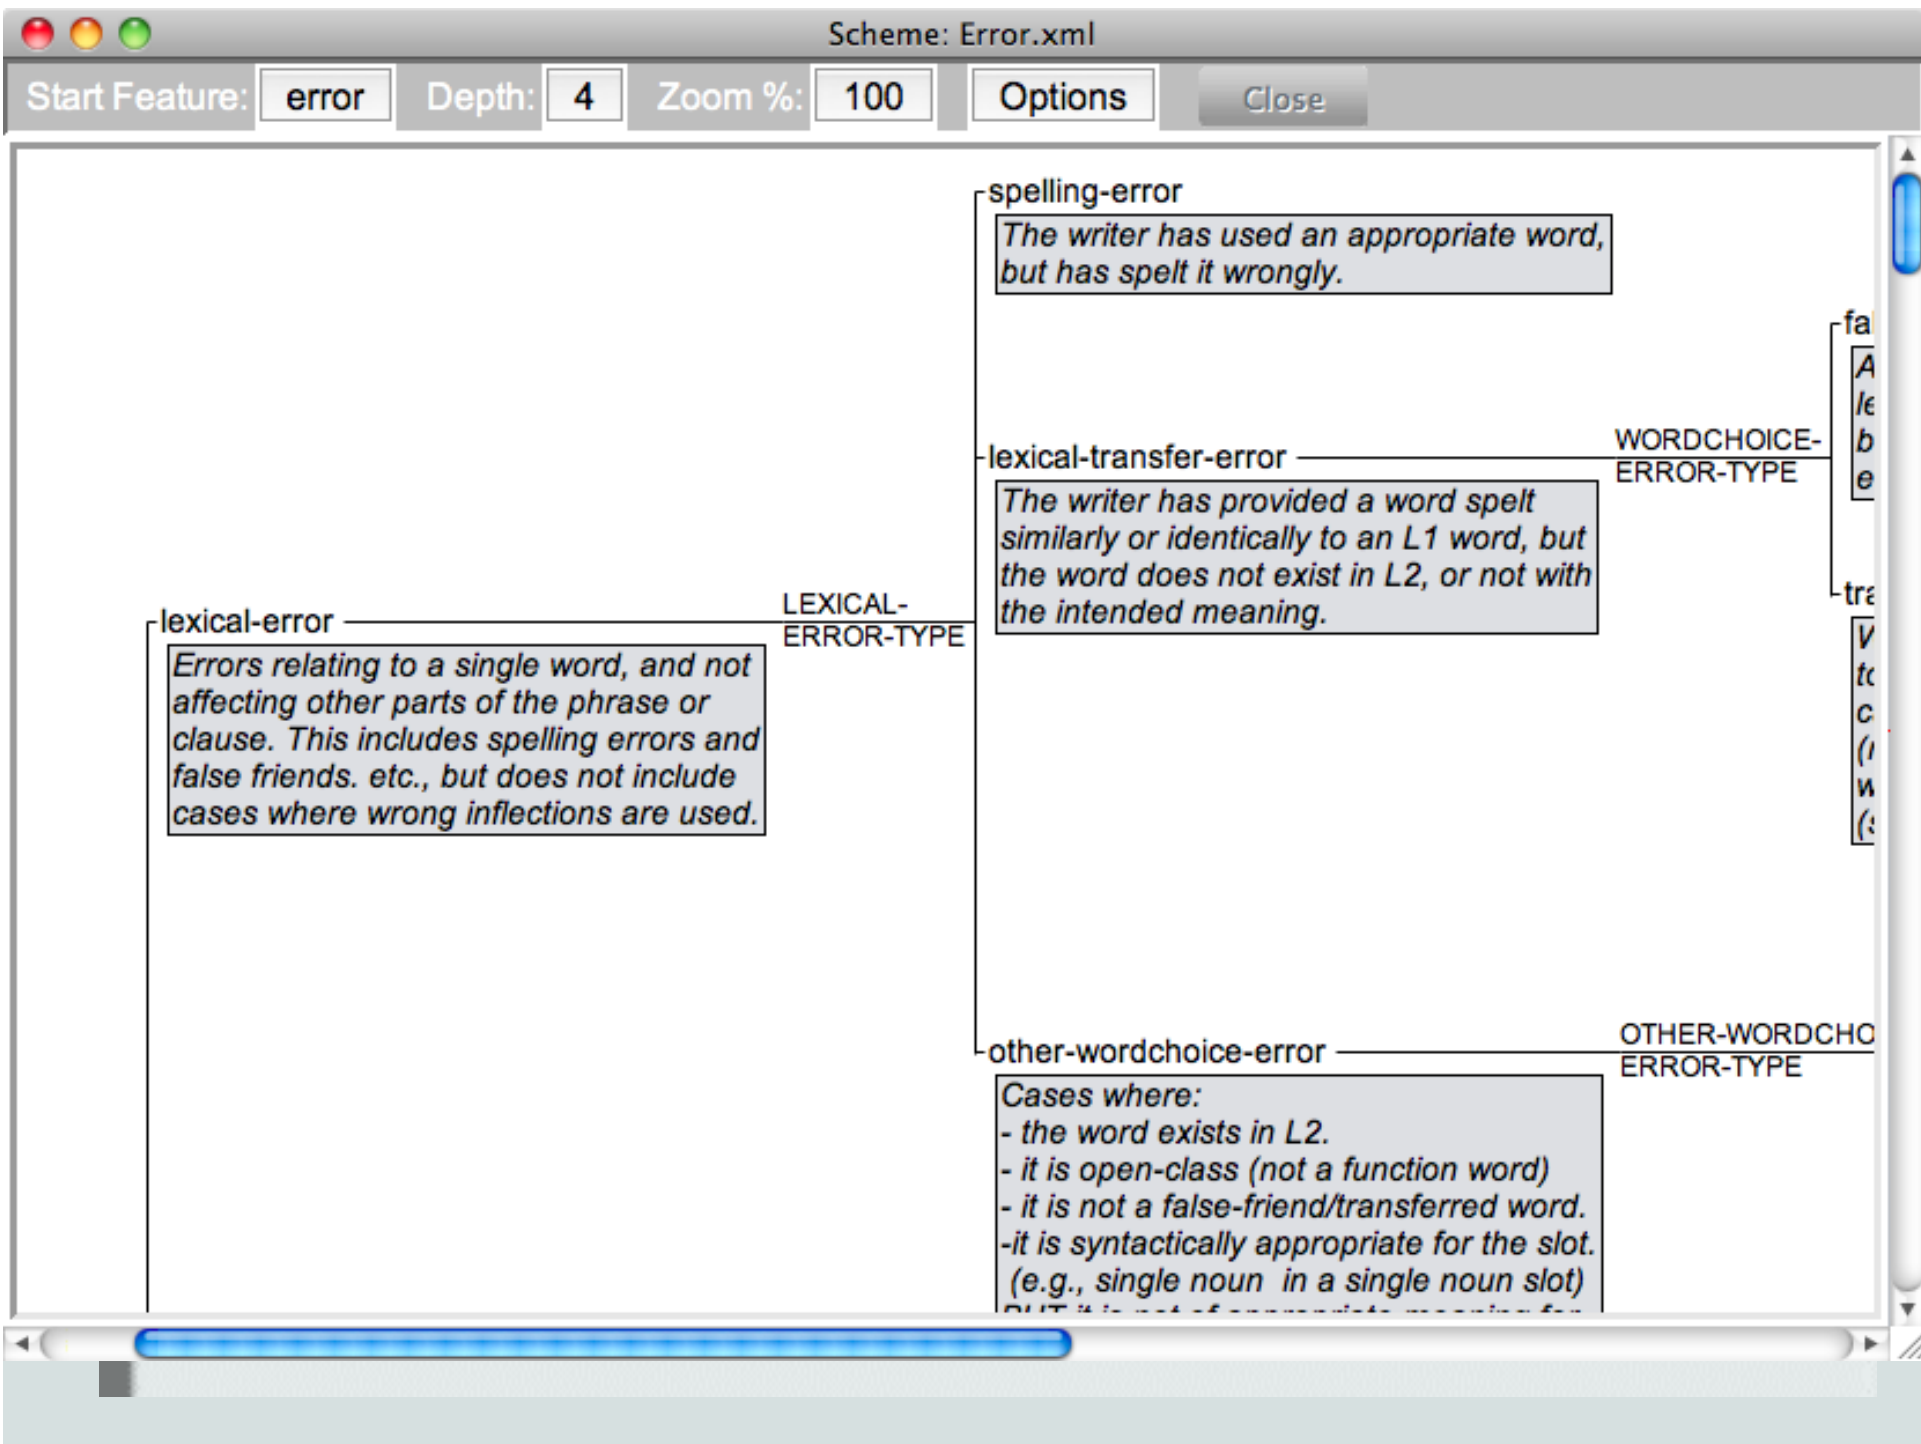 Scheme: Error.xml
Start Feature: error Depth: 4 Zoom %: 100 Options Close
spelling-error
The writer has used an appropriate word,
but has spelt it wrongly.
lexical-transfer-error
WORDCHOICE-
ERROR-TYPE
The writer has provided a word spelt
similarly or identically to an L1 word, but
the word does not exist in L2, or not with
the intended meaning.
lexical-error
LEXICAL-
ERROR-TYPE
Errors relating to a single word, and not
affecting other parts of the phrase or
clause. This includes spelling errors and
false friends. etc., but does not include
cases where wrong inflections are used.
other-wordchoice-error
OTHER-WORDCHO
ERROR-TYPE
Cases where:
- the word exists in L2.
- it is open-class (not a function word)
- it is not a false-friend/transferred word.
-it is syntactically appropriate for the slot.
(e.g., single noun in a single noun slot)